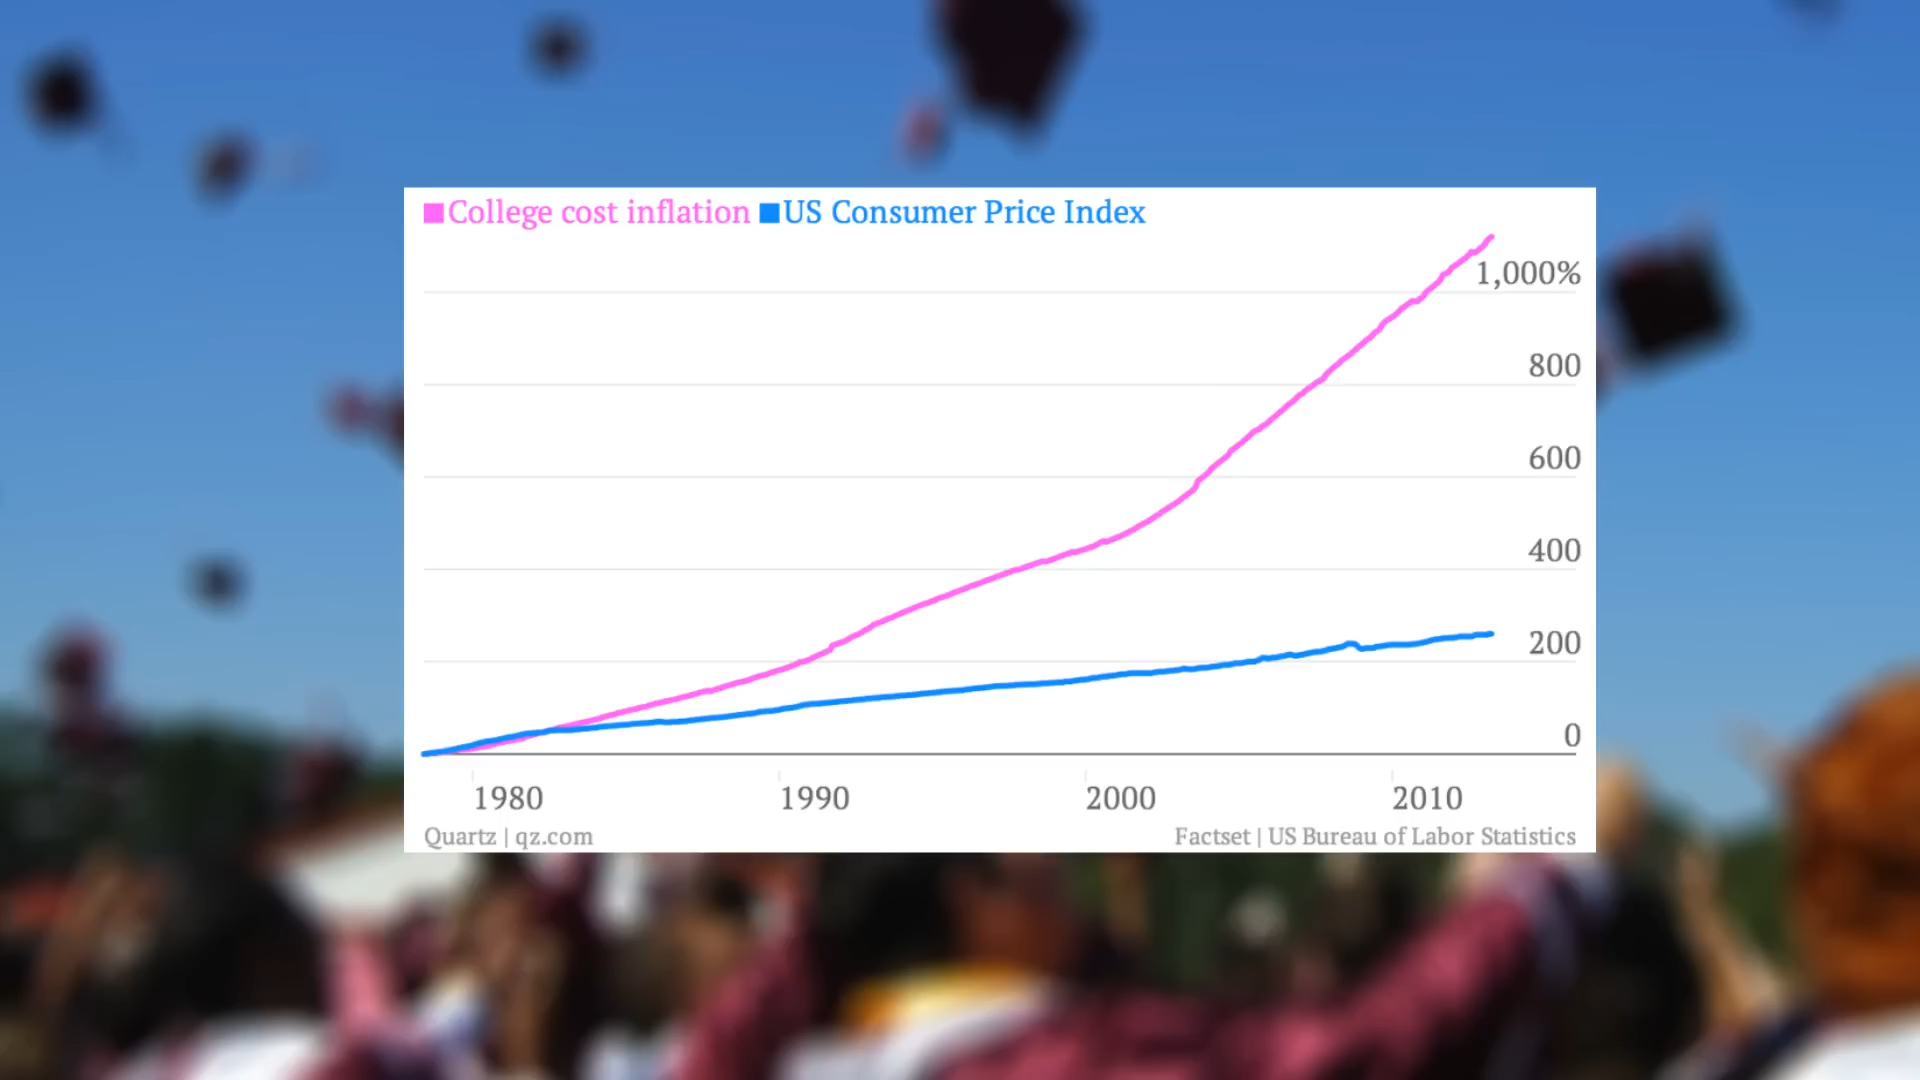 College cost inflation US Consumer Price Index
1,000%
800
600
400
200
0
1980 1990 2000 2010
Quartz | qz.com Factset | US Bureau of Labor Statistics